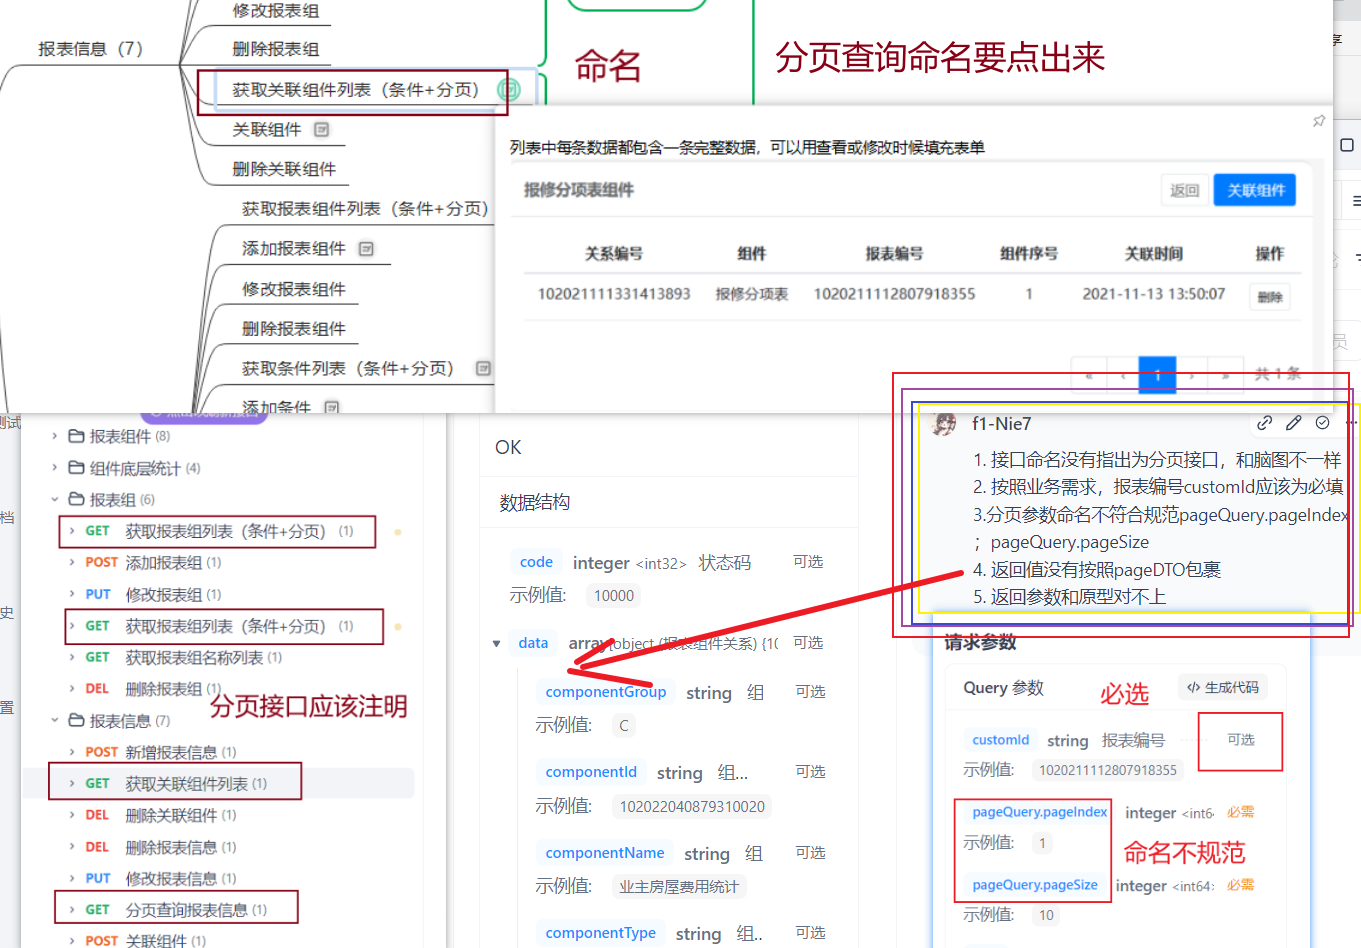 修改报表组
报表信息（7）
删除报表组
获取关联组件列表（条件+分页）
关联组件
删除关联组件
获取报表组件列表（条件+分页）
添加报表组件
修改报表组件
删除报表组件
获取条件列表（条件+分页）
添加条件
命名
分页查询命名要点出来
列表中每条数据都包含一条完整数据，可以用查看或修改时候填充表单
报修分项表组件
返回
关联组件
关系编号 组件 报表编号 组件序号 关联时间 操作
102021111331413893 报修分项表 1020211112807918355 1 2021-11-13 13:50:07 删除
« ‹ 1 › » 共 1 条
测试
档
史
置
员
报表组件 (8)
组件底层统计 (4)
报表组 (6)
GET 获取报表组列表（条件+分页） (1)
POST 添加报表组 (1)
PUT 修改报表组 (1)
GET 获取报表组列表（条件+分页） (1)
GET 获取报表组名称列表 (1)
DEL 删除报表组 (1)
分页接口应该注明
报表信息 (7)
POST 新增报表信息 (1)
GET 获取关联组件列表 (1)
DEL 删除关联组件 (1)
DEL 删除报表信息 (1)
PUT 修改报表信息 (1)
GET 分页查询报表信息 (1)
POST 关联组件 (1)
OK
数据结构
code integer <int32> 状态码 可选
示例值: 10000
data array [object (报表组件关系) {10 可选
componentGroup string 组 可选
示例值: C
componentId string 组... 可选
示例值: 102022040879310020
componentName string 组 可选
示例值: 业主房屋费用统计
componentType string 组.. 可选
f1-Nie7
1. 接口命名没有指出为分页接口，和脑图不一样
2. 按照业务需求，报表编号customId应该为必填
3.分页参数命名不符合规范pageQuery.pageIndex
；pageQuery.pageSize
4. 返回值没有按照pageDTO包裹
5. 返回参数和原型对不上
请求参数
Query 参数
必选
</> 生成代码
customId string 报表编号 可选
示例值: 1020211112807918355
pageQuery.pageIndex integer <int6 必需
示例值: 1
命名不规范
pageQuery.pageSize integer <int64: 必需
示例值: 10